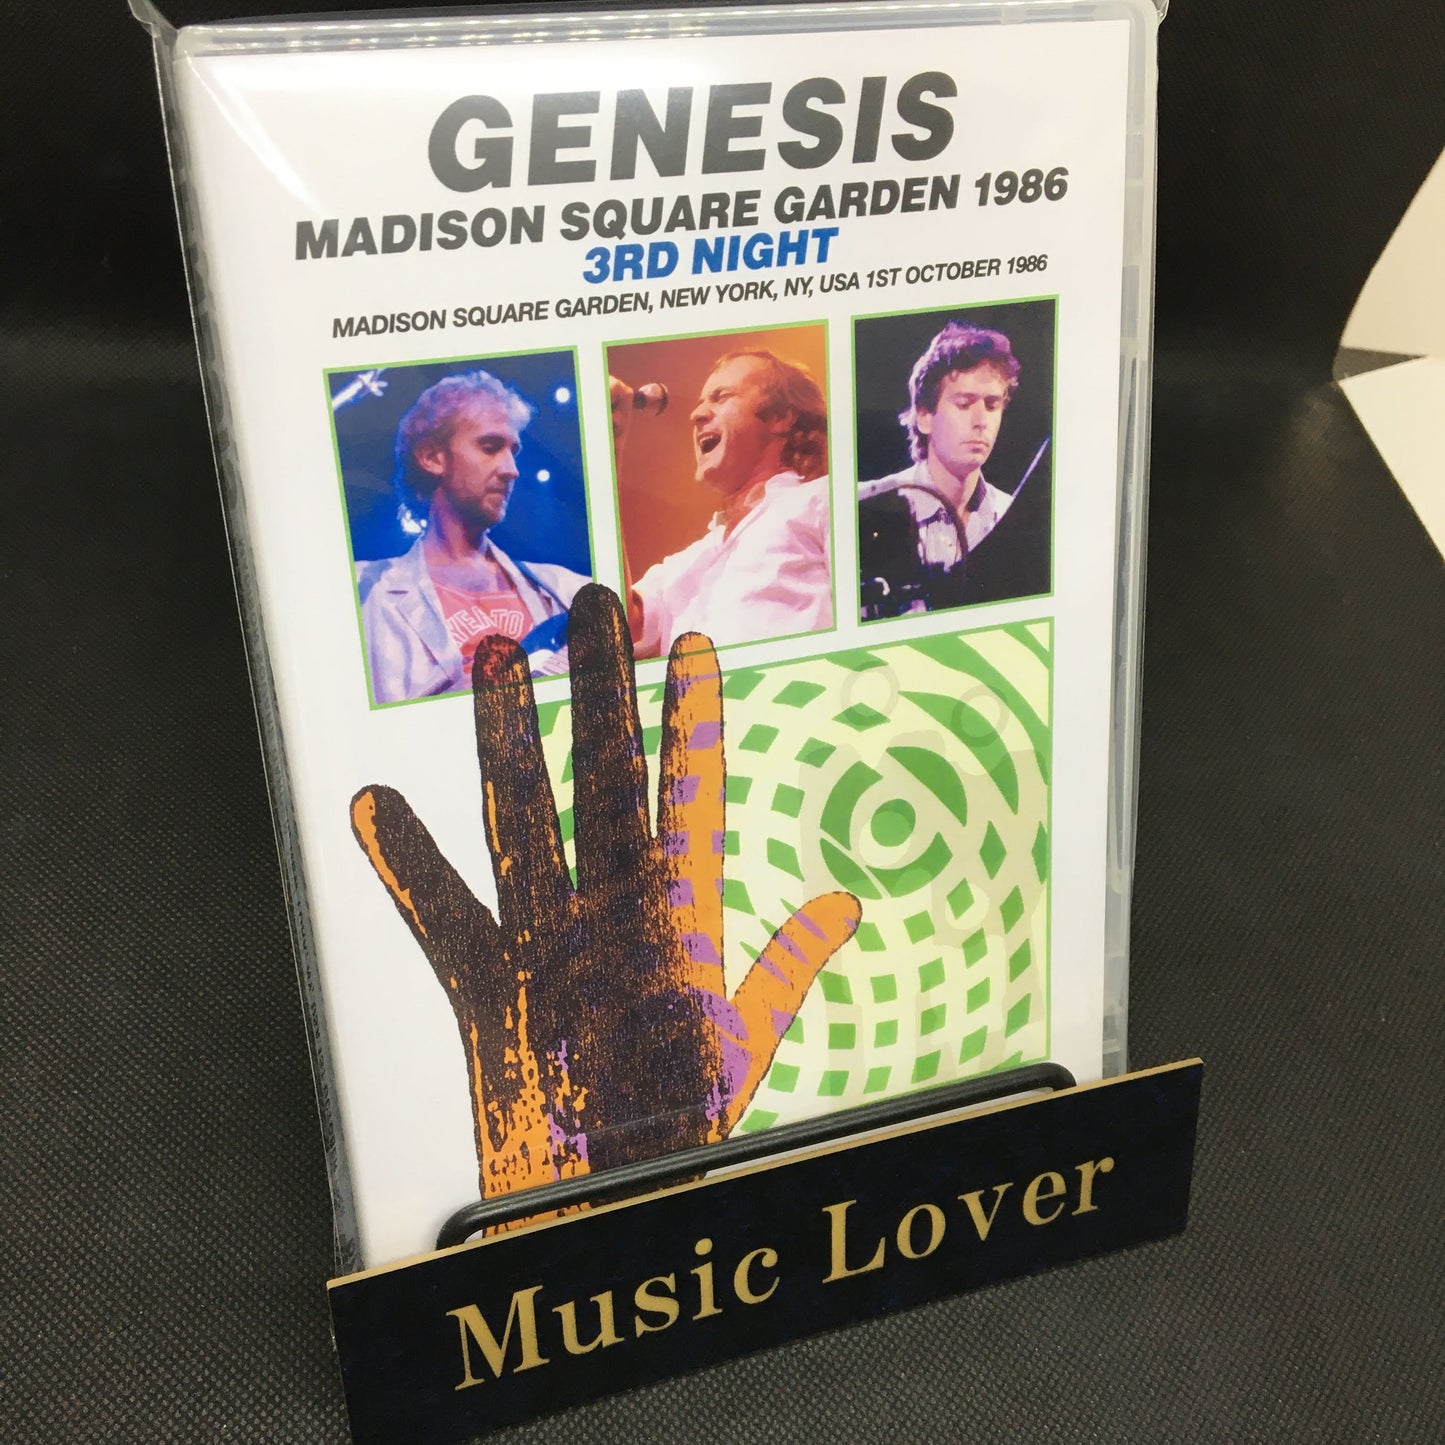 GENESIS
MADISON SQUARE GARDEN 1986
3RD NIGHT
MADISON SQUARE GARDEN, NEW YORK, NY, USA 1ST OCTOBER 1986
Music Lover